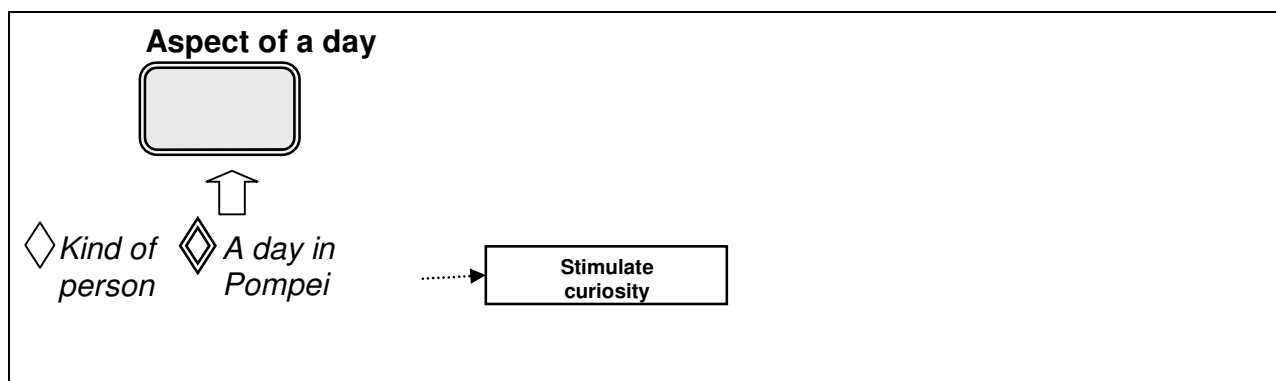 Aspect of a day
Kind of
person
A day in
Pompei
Stimulate
curiosity